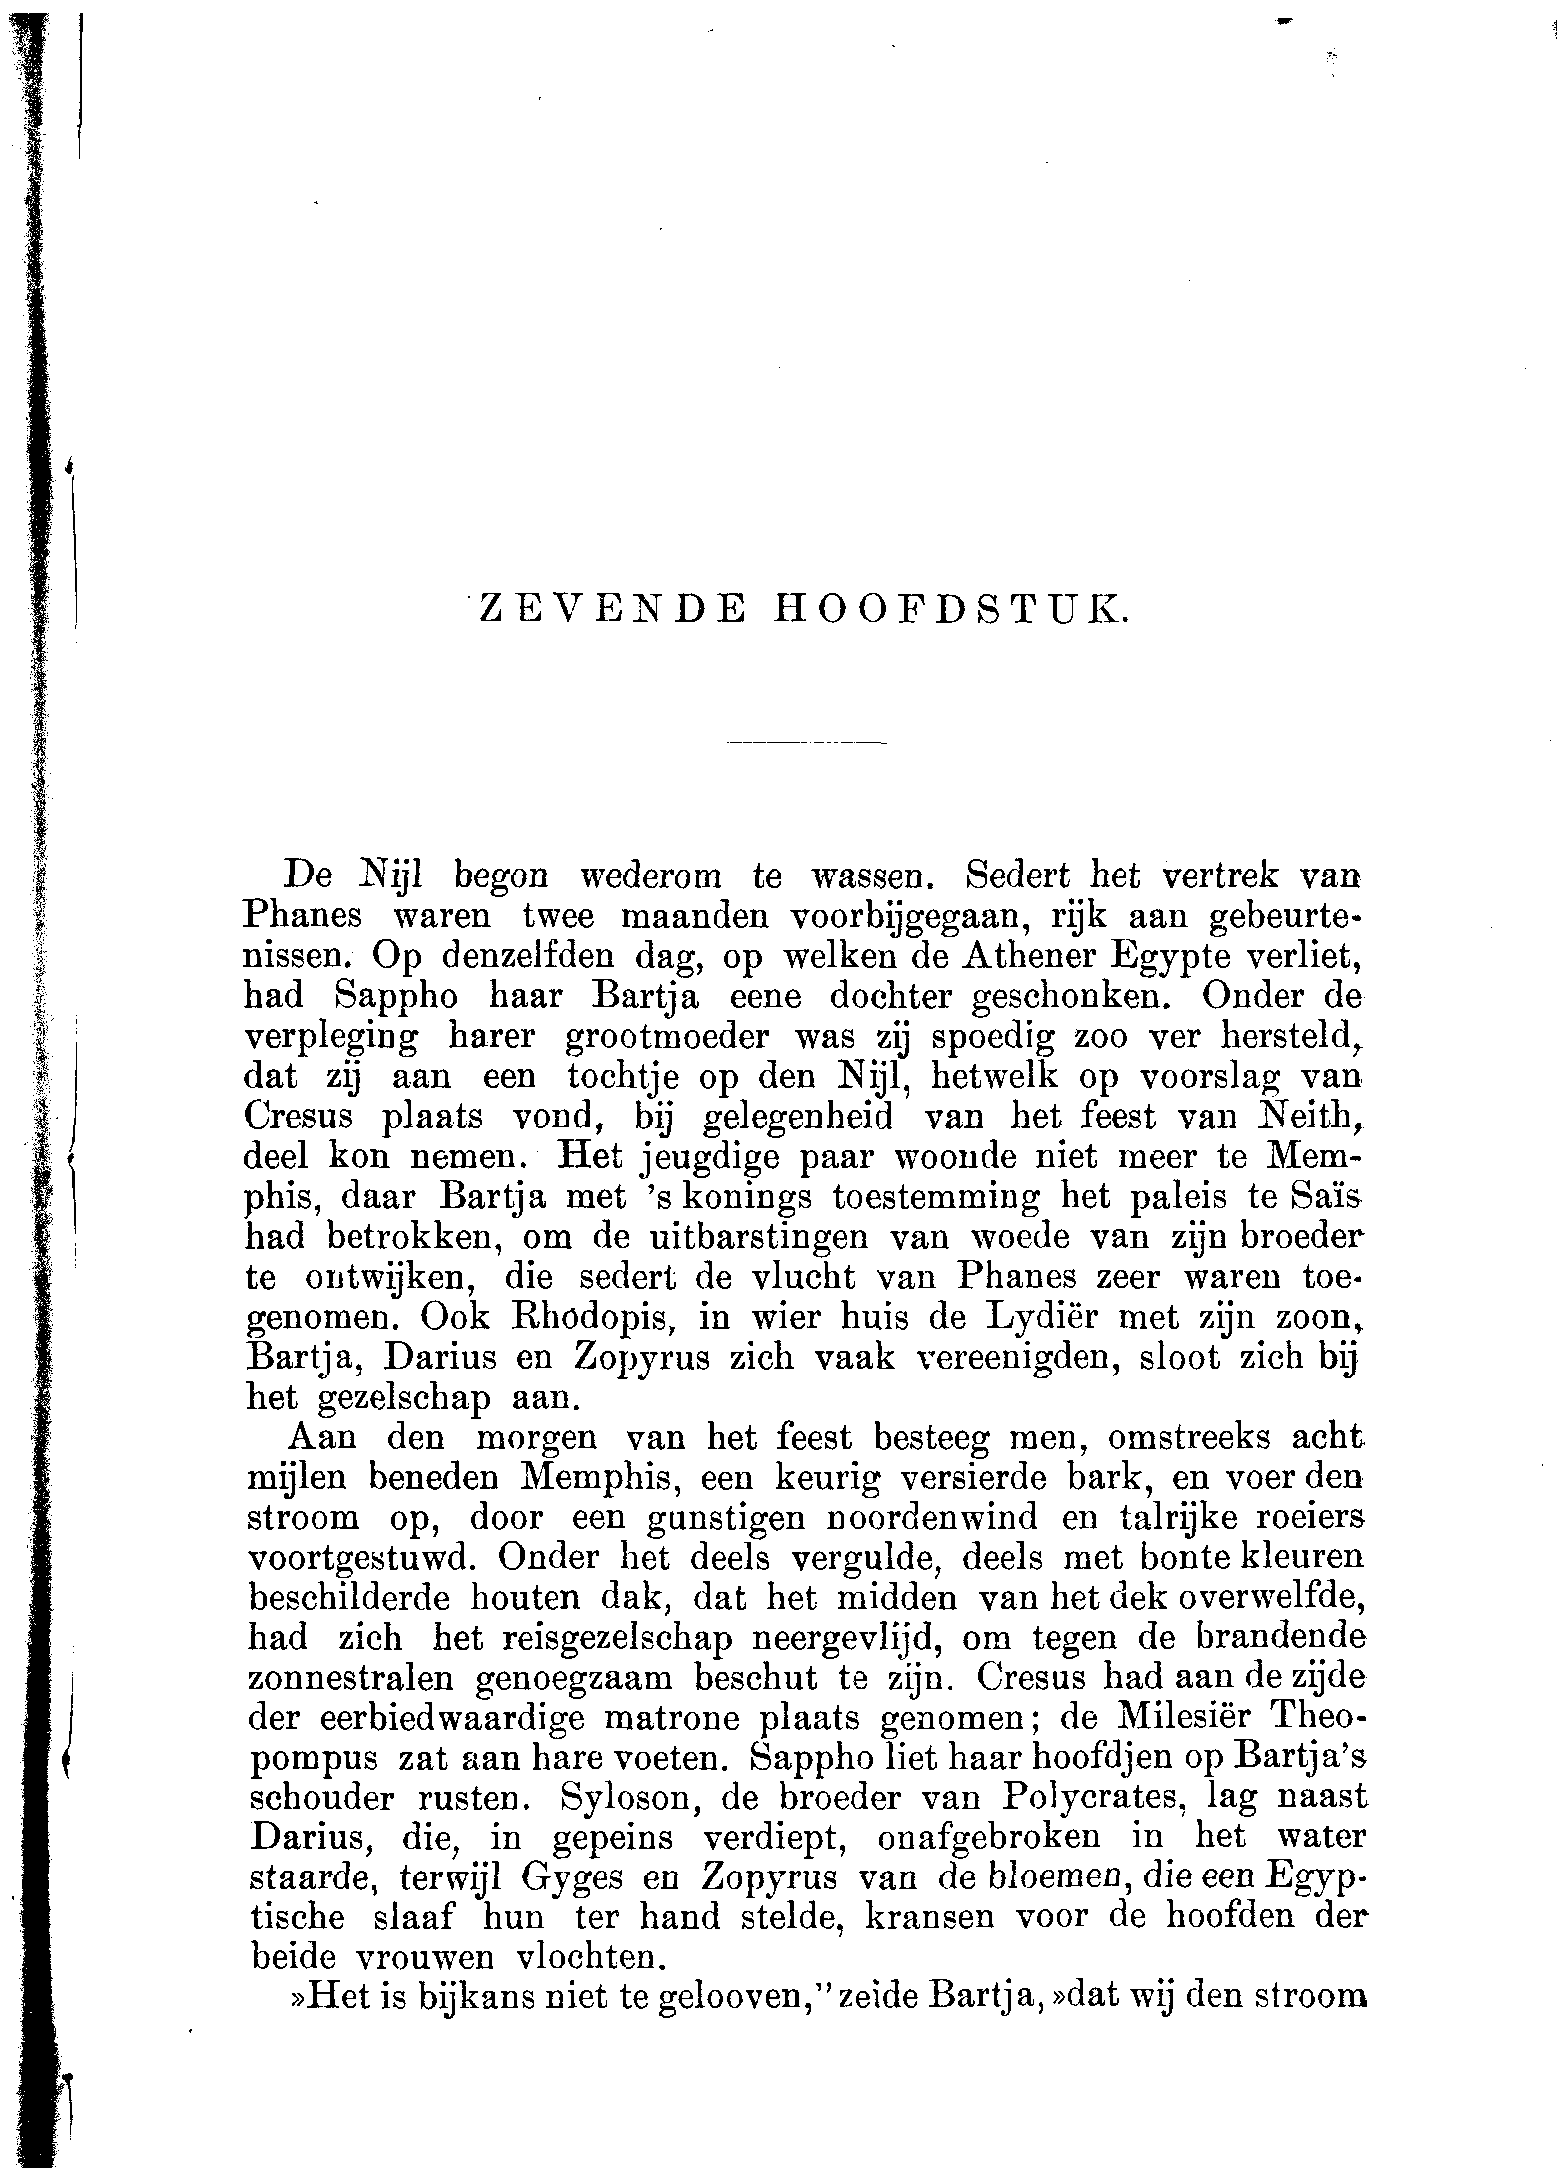 ZEVENDE HOOFDSTUK.
De Nijl begon wederom te wassen. Sedert het vertrek van
Phanes waren twee maanden voorbijgegaan, rijk aan gebeurte-
nissen. Op denzelfden dag, op welken de Athener Egypte verliet,
had Sappho haar Bartja eene dochter geschonken. Onder de
verpleging harer grootmoeder was zij spoedig zoo ver hersteld,
dat zij aan een tochtje op den Nijl, hetwelk op voorslag van
Cresus plaats vond, bij gelegenheid van het feest van Neith,
deel kon nemen. Het jeugdige paar woonde niet meer te Mem-
phis, daar Bartja met 's konings toestemming het paleis te Saïs
had betrokken, om de uitbarstingen van woede van zijn broeder
te ontwijken, die sedert de vlucht van Phanes zeer waren toe-
genomen. Ook Rhodopis, in wier huis de Lydiër met zijn zoon,
Bartja, Darius en Zopyrus zich vaak vereenigden, sloot zich bij
het gezelschap aan.
Aan den morgen van het feest besteeg men, omstreeks acht
mijlen beneden Memphis, een keurig versierde bark, en voer den
stroom op, door een gunstigen noordenwind en talrijke roeiers
voortgestuwd. Onder het deels vergulde, deels met bonte kleuren
beschilderde houten dak, dat het midden van het dek overwelfde,
had zich het reisgezelschap neergevlijd, om tegen de brandende
zonnestralen genoegzaam beschut te zijn. Cresus had aan de zijde
der eerbiedwaardige matrone plaats genomen; de Milesiër Theo-
pompus zat aan hare voeten. Sappho liet haar hoofdjen op Bartja's
schouder rusten. Syloson, de broeder van Polycrates, lag naast
Darius, die, in gepeins verdiept, onafgebroken in het water
staarde, terwijl Gyges en Zopyrus van de bloemen, die een Egyp-
tische slaaf hun ter hand stelde, kransen voor de hoofden der
beide vrouwen vlochten.
»Het is bijkans niet te gelooven," zeide Bartja, »dat wij den stroom